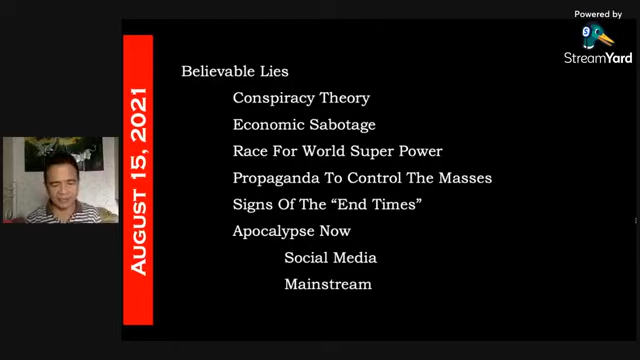 Powered by
StreamYard
AUGUST 15, 2021
Believable Lies
Conspiracy Theory
Economic Sabotage
Race For World Super Power
Propaganda To Control The Masses
Signs Of The “End Times”
Apocalypse Now
Social Media
Mainstream